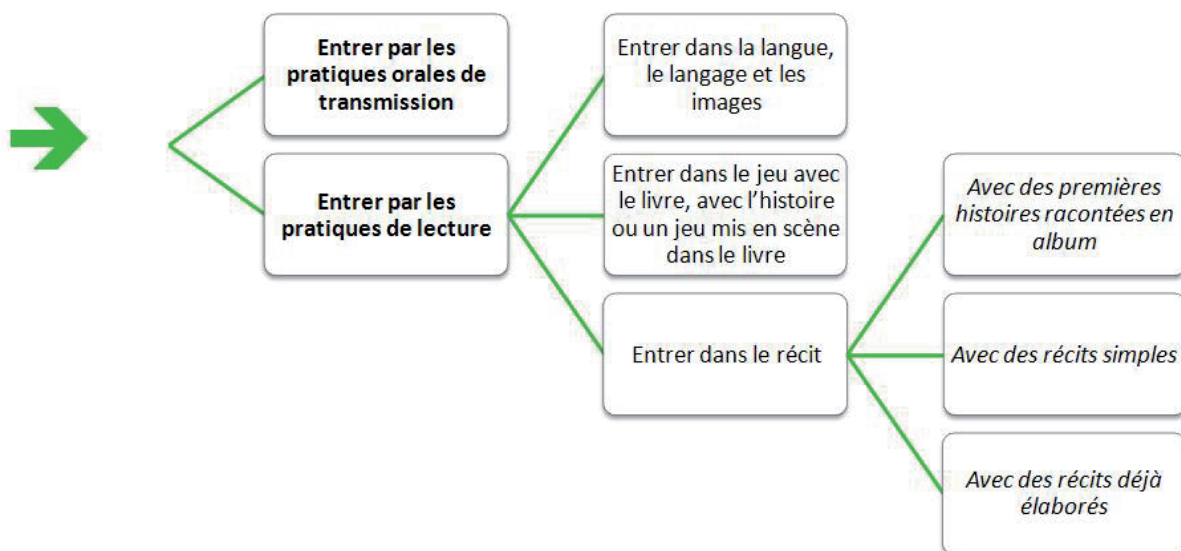 Entrer par les
pratiques orales de
transmission
Entrer par les
pratiques de lecture
Entrer dans la langue,
le langage et les
images
Entrer dans le jeu avec
le livre, avec l'histoire
ou un jeu mis en scène
dans le livre
Entrer dans le récit
Avec des premières
histoires racontées en
album
Avec des récits simples
Avec des récits déjà
élaborés